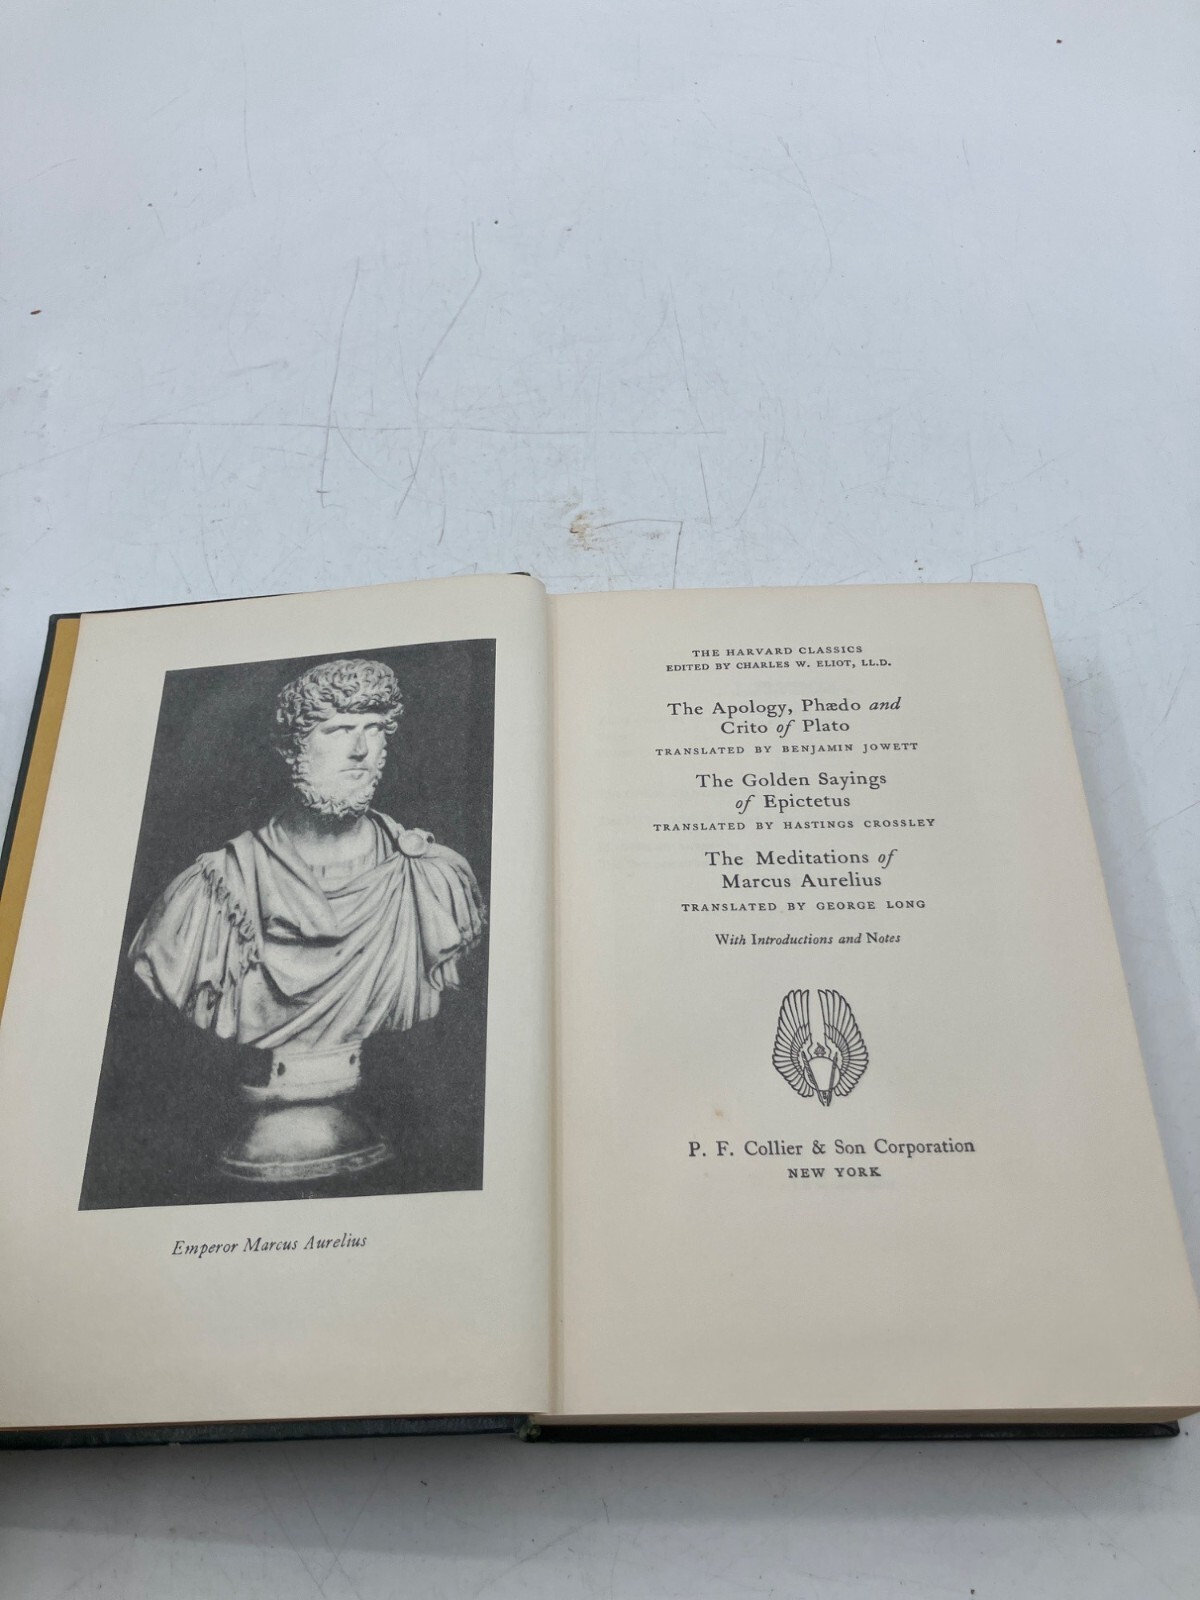 Emperor Marcus Aurelius
THE HARVARD CLASSICS
EDITED BY CHARLES W. ELIOT, LL.D.
The Apology, Phædo and
Crito of Plato
TRANSLATED BY BENJAMIN JOWETT
The Golden Sayings
of Epictetus
TRANSLATED BY HASTINGS CROSSLEY
The Meditations of
Marcus Aurelius
TRANSLATED BY GEORGE LONG
With Introductions and Notes
P. F. Collier & Son Corporation
NEW YORK